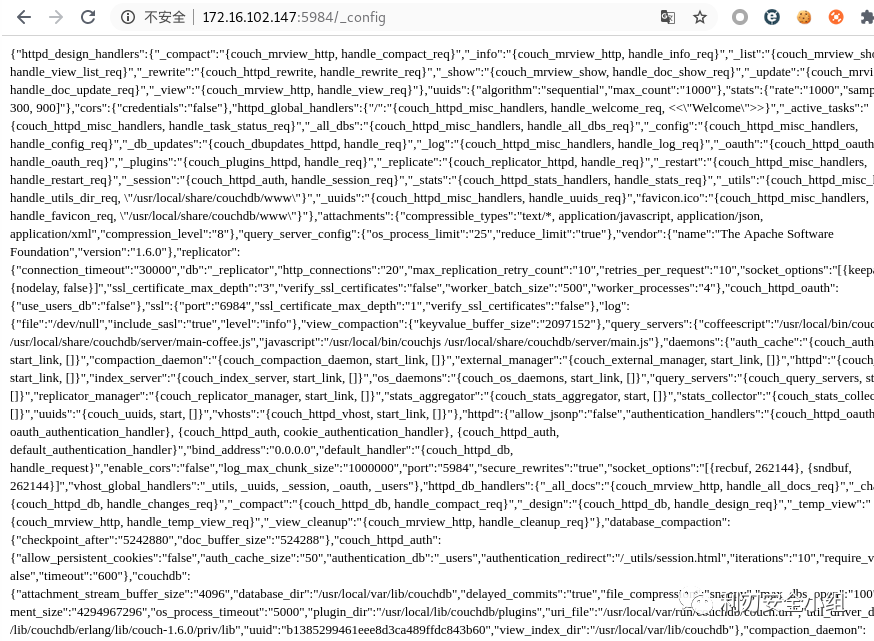 不安全 172.16.102.147:5984/_config
{"httpd_design_handlers":{"_compact":"{couch_mrview_http, handle_compact_req}","_info":"{couch_mrview_http, handle_info_req}","_list":"{couch_mrview_sho
handle_view_list_req}","_rewrite":"{couch_httpd_rewrite, handle_rewrite_req}","_show":"{couch_mrview_show, handle_doc_show_req}","_update":"{couch_mrvi
handle_doc_update_req}","_view":"{couch_mrview_http, handle_view_req}"},"uuids":{"algorithm":"sequential","max_count":"1000"},"stats":{"rate":"1000","samp
300, 900]"},"cors":{"credentials":"false"},"httpd_global_handlers":{"/":"{couch_httpd_misc_handlers, handle_welcome_req, <<\"Welcome\">>}","_active_tasks":"
{couch_httpd_misc_handlers, handle_task_status_req}","_all_dbs":"{couch_httpd_misc_handlers, handle_all_dbs_req}","_config":"{couch_httpd_misc_handlers,
handle_config_req}","_db_updates":"{couch_dbupdates_httpd, handle_req}","_log":"{couch_httpd_misc_handlers, handle_log_req}","_oauth":"{couch_httpd_oauth
handle_oauth_req}","_plugins":"{couch_plugins_httpd, handle_req}","_replicate":"{couch_replicator_httpd, handle_req}","_restart":"{couch_httpd_misc_handlers,
handle_restart_req}","_session":"{couch_httpd_auth, handle_session_req}","_stats":"{couch_httpd_stats_handlers, handle_stats_req}","_utils":"{couch_httpd_misc_l
handle_utils_dir_req, \"/usr/local/share/couchdb/www\"}","_uuids":"{couch_httpd_misc_handlers, handle_uuids_req}","favicon.ico":"{couch_httpd_misc_handlers,
handle_favicon_req, \"/usr/local/share/couchdb/www\"}"},"attachments":{"compressible_types":"text/*, application/javascript, application/json,
application/xml","compression_level":"8"},"query_server_config":{"os_process_limit":"25","reduce_limit":"true"},"vendor":{"name":"The Apache Software
Foundation","version":"1.6.0"},"replicator":
{"connection_timeout":"30000","db":"_replicator","http_connections":"20","max_replication_retry_count":"10","retries_per_request":"10","socket_options":"[{keepa
{nodelay, false}]","ssl_certificate_max_depth":"3","verify_ssl_certificates":"false","worker_batch_size":"500","worker_processes":"4"},"couch_httpd_oauth":
{"use_users_db":"false"},"ssl":{"port":"6984","ssl_certificate_max_depth":"1","verify_ssl_certificates":"false"},"log":
{"file":"/dev/null","include_sasl":"true","level":"info"},"view_compaction":{"keyvalue_buffer_size":"2097152"},"query_servers":{"coffeescript":"/usr/local/bin/couc
/usr/local/share/couchdb/server/main-coffee.js","javascript":"/usr/local/bin/couchjs /usr/local/share/couchdb/server/main.js"},"daemons":{"auth_cache":"{couch_auth
start_link, []}","compaction_daemon":"{couch_compaction_daemon, start_link, []}","external_manager":"{couch_external_manager, start_link, []}","httpd":"{couch_
start_link, []}","index_server":"{couch_index_server, start_link, []}","os_daemons":"{couch_os_daemons, start_link, []}","query_servers":"{couch_query_servers, st
[]}","replicator_manager":"{couch_replicator_manager, start_link, []}","stats_aggregator":"{couch_stats_aggregator, start, []}","stats_collector":"{couch_stats_collec
[]}","uuids":"{couch_uuids, start, []}","vhosts":"{couch_httpd_vhost, start_link, []}"},"httpd":{"allow_jsonp":"false","authentication_handlers":"{couch_httpd_oauth
oauth_authentication_handler}, {couch_httpd_auth, cookie_authentication_handler}, {couch_httpd_auth,
default_authentication_handler}","bind_address":"0.0.0.0","default_handler":"{couch_httpd_db,
handle_request}","enable_cors":"false","log_max_chunk_size":"1000000","port":"5984","secure_rewrites":"true","socket_options":"[{recbuf, 262144}, {sndbuf,
262144}]","vhost_global_handlers":"_utils, _uuids, _session, _oauth, _users"},"httpd_db_handlers":{"_all_docs":"{couch_mrview_http, handle_all_docs_req}","_cha
{couch_httpd_db, handle_changes_req}","_compact":"{couch_httpd_db, handle_compact_req}","_design":"{couch_httpd_db, handle_design_req}","_temp_view":"
{couch_mrview_http, handle_temp_view_req}","_view_cleanup":"{couch_mrview_http, handle_cleanup_req}"},"database_compaction":
{"checkpoint_after":"5242880","doc_buffer_size":"524288"},"couch_httpd_auth":
{"allow_persistent_cookies":"false","auth_cache_size":"50","authentication_db":"_users","authentication_redirect":"/_utils/session.html","iterations":"10","require_v
alse","timeout":"600"},"couchdb":
{"attachment_stream_buffer_size":"4096","database_dir":"/usr/local/var/lib/couchdb","delayed_commits":"true","file_compress
ment_size":"4294967296","os_process_timeout":"5000","plugin_dir":"/usr/local/lib/couchdb/plugins","uri_file":"/usr/local/var/run/couchdb/couch.uri","util_driver_d
/lib/couchdb/erlang/lib/couch-1.6.0/priv/lib","uuid":"b1385299461eee8d3ca489ffdc843b60","view_index_dir":"/usr/local/var/lib/couchdb"},"compaction_daemon":